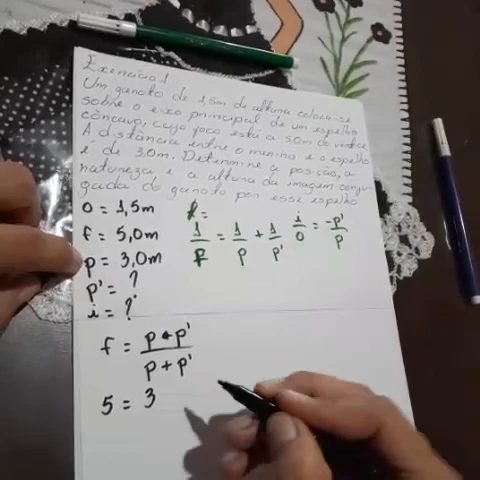 Exercício 1
Um garoto de 1,5m de altura coloca-se
sobre o eixo principal de um espelho
côncavo, cujo foco está a 5,0m do vértice
A distância entre o menino e o espelho
é de 3,0m. Determine a posição, a
natureza e a altura da imagem conju-
gada do garoto por esse espelho
o = 1,5m
f = 5,0m
p = 3,0m
p' = ?
i = ?
1/F = 1/p + 1/p' i/o = -p'/p
f = p • p' / p + p'
5 = 3